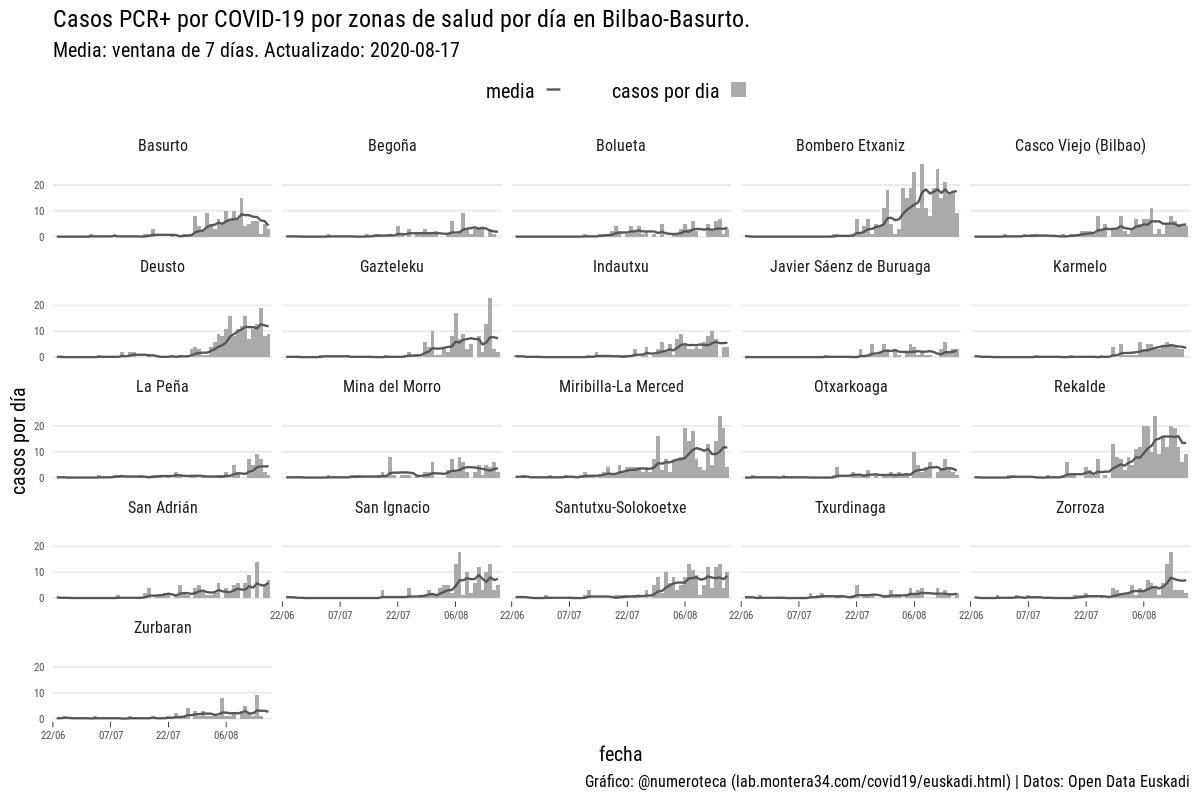 Casos PCR+ por COVID-19 por zonas de salud por día en Bilbao-Basurto.
Media: ventana de 7 días. Actualizado: 2020-08-17
media casos por dia
Basurto Begoña Bolueta Bombero Etxaniz Casco Viejo (Bilbao)
20
10
0
Deusto Gazteleku Indautxu Javier Sáenz de Buruaga Karmelo
20
10
0
La Peña Mina del Morro Miribilla-La Merced Otxarkoaga Rekalde
20
10
0
casos por día
San Adrián San Ignacio Santutxu-Solokoetxe Txurdinaga Zorroza
20
10
0
22/06 07/07 22/07 06/08 22/06 07/07 22/07 06/08 22/06 07/07 22/07 06/08 22/06 07/07 22/07 06/08
Zurbaran
20
10
0
22/06 07/07 22/07 06/08
fecha
Gráfico: @numeroteca (lab.montera34.com/covid19/euskadi.html) | Datos: Open Data Euskadi